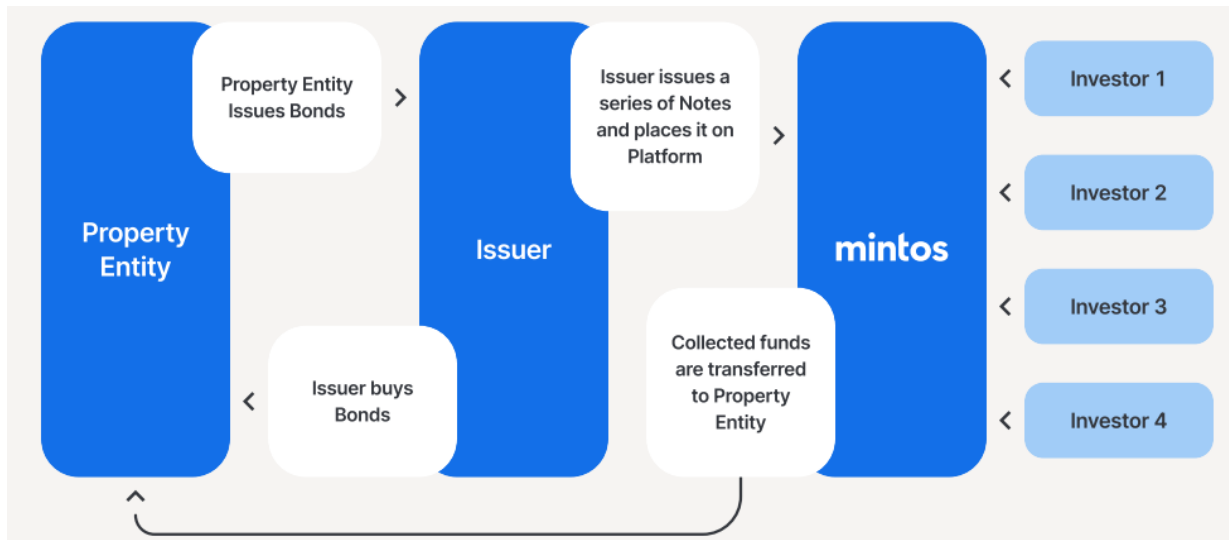 Property Entity
Issues Bonds
Issuer issues a
series of Notes
and places it on
Platform
Investor 1
Investor 2
Property
Entity
Issuer
mintos
Investor 3
Issuer buys
Bonds
Collected funds
are transferred
to Property
Entity
Investor 4